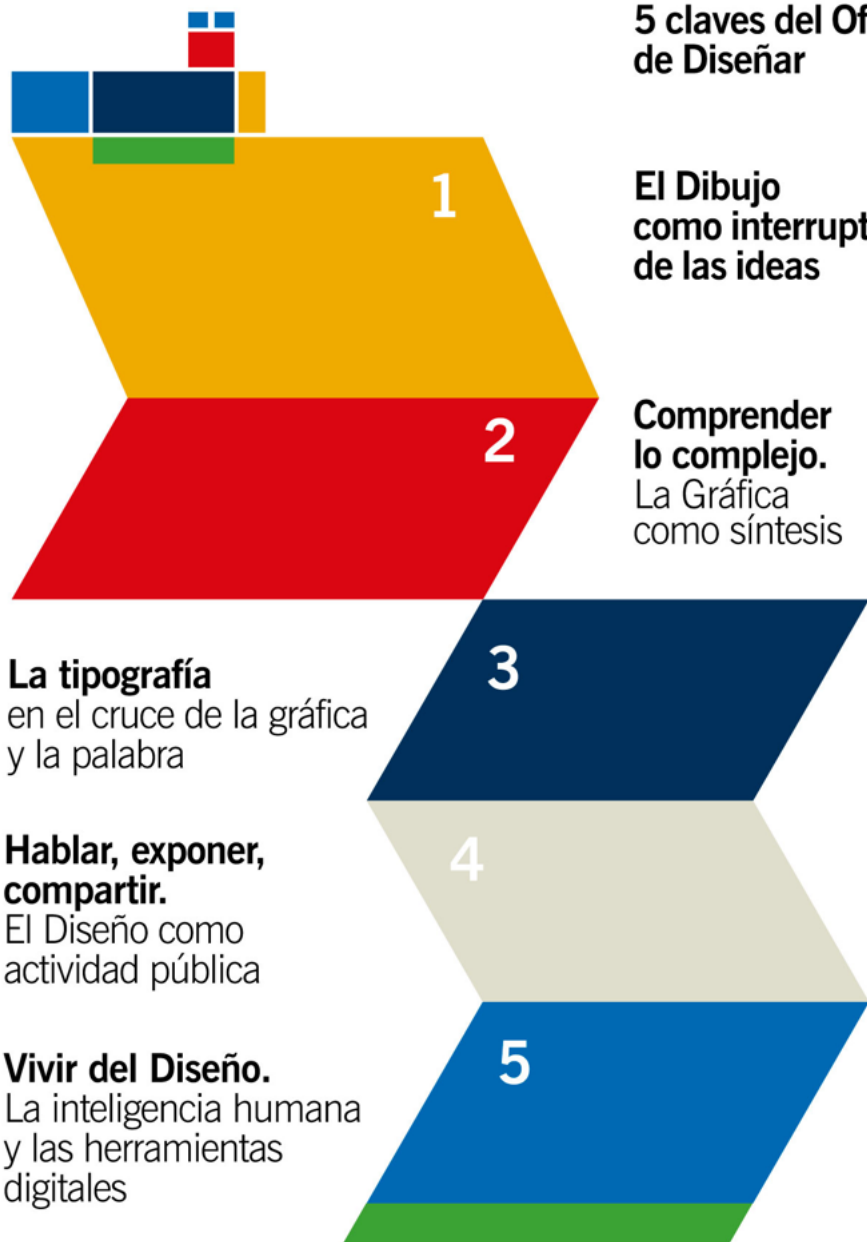 5 claves del Of
de Diseñar
1
El Dibujo
como interrupt
de las ideas
2
Comprender
lo complejo.
La Gráfica
como síntesis
3
La tipografía
en el cruce de la gráfica
y la palabra
4
Hablar, exponer,
compartir.
El Diseño como
actividad pública
5
Vivir del Diseño.
La inteligencia humana
y las herramientas
digitales